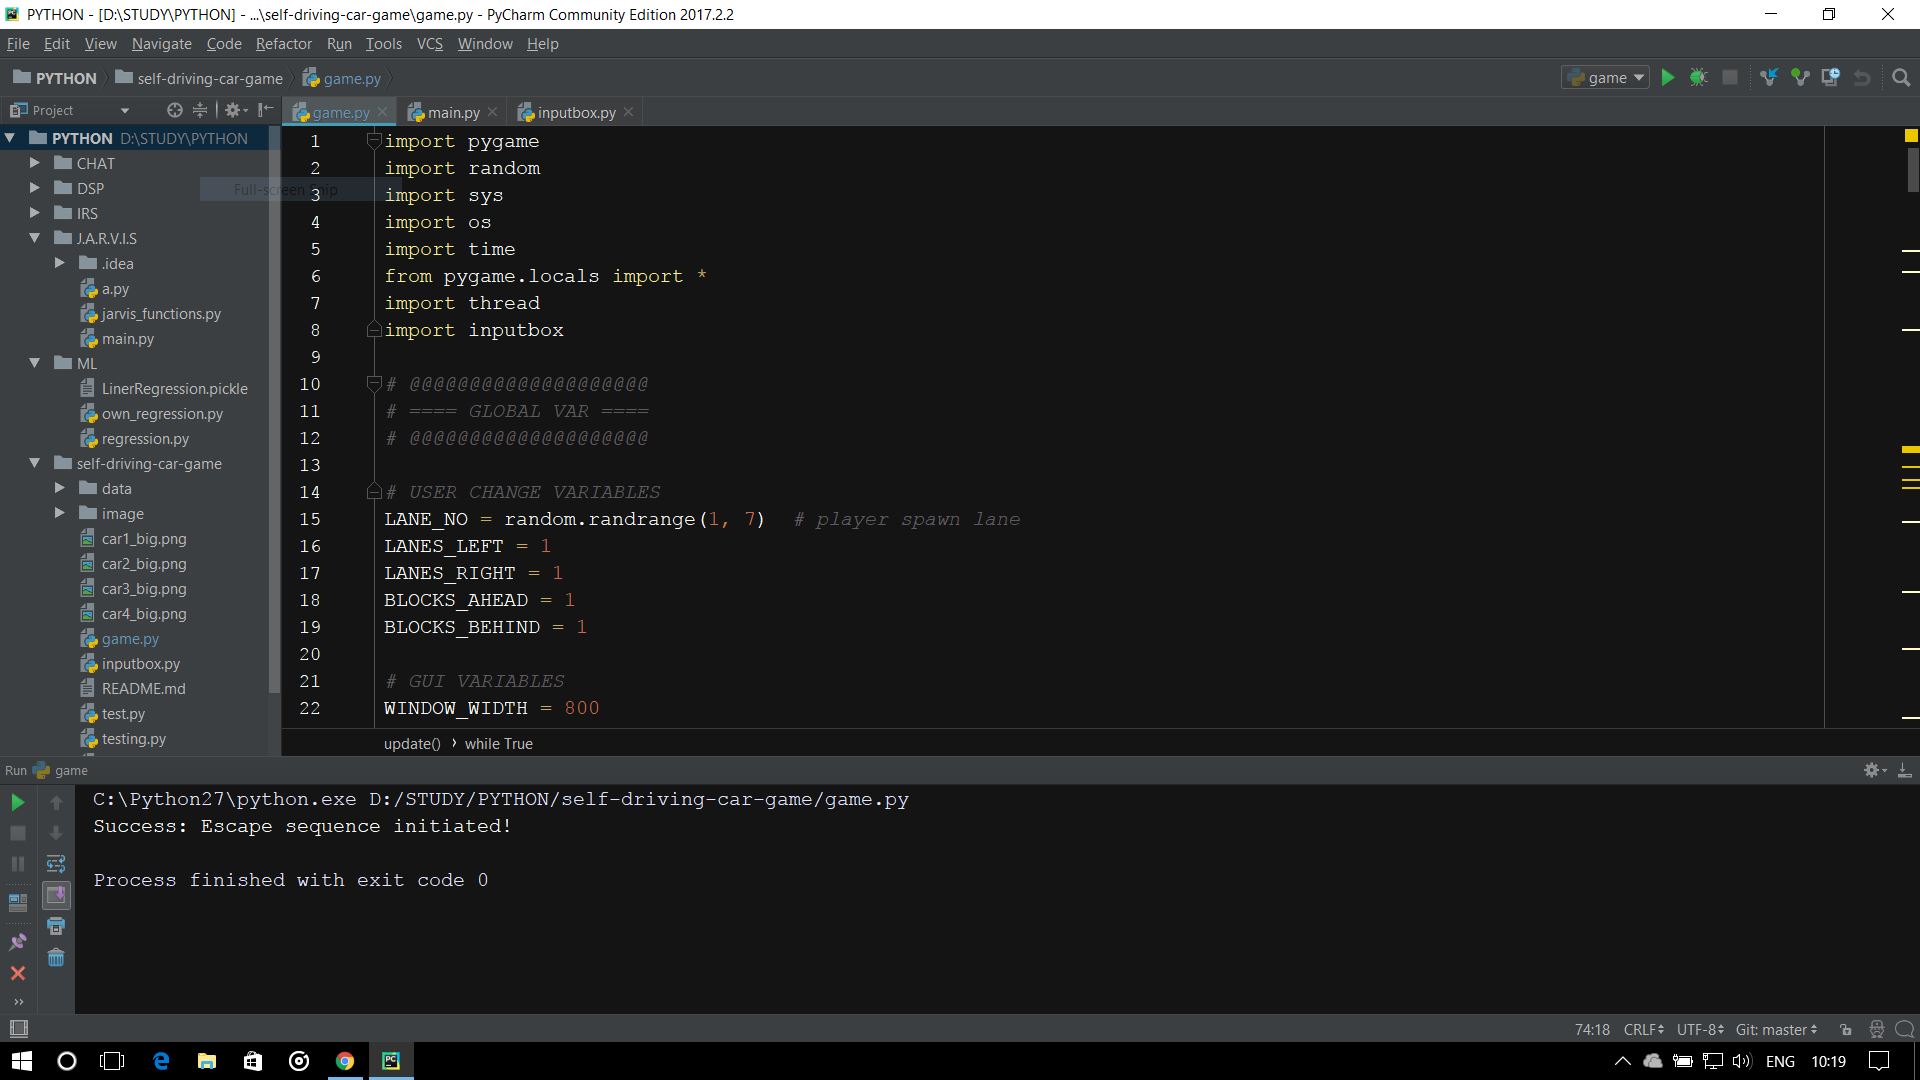 PYTHON - [D:\STUDY\PYTHON] - ...\self-driving-car-game\game.py - PyCharm Community Edition 2017.2.2
File Edit View Navigate Code Refactor Run Tools VCS Window Help
PYTHON self-driving-car-game game.py game
Project game.py main.py inputbox.py
PYTHON D:\STUDY\PYTHON
CHAT
DSP
IRS
J.A.R.V.I.S
.idea
a.py
jarvis_functions.py
main.py
ML
LinerRegression.pickle
own_regression.py
regression.py
self-driving-car-game
data
image
car1_big.png
car2_big.png
car3_big.png
car4_big.png
game.py
inputbox.py
README.md
test.py
testing.py
Full-screen Snip
1 import pygame
2 import random
3 import sys
4 import os
5 import time
6 from pygame.locals import *
7 import thread
8 import inputbox
9
10 # @@@@@@@@@@@@@@@@@@@@
11 # ==== GLOBAL VAR ====
12 # @@@@@@@@@@@@@@@@@@@@
13
14 # USER CHANGE VARIABLES
15 LANE_NO = random.randrange(1, 7)  # player spawn lane
16 LANES_LEFT = 1
17 LANES_RIGHT = 1
18 BLOCKS_AHEAD = 1
19 BLOCKS_BEHIND = 1
20
21 # GUI VARIABLES
22 WINDOW_WIDTH = 800
update() › while True
Run game
C:\Python27\python.exe D:/STUDY/PYTHON/self-driving-car-game/game.py
Success: Escape sequence initiated!
Process finished with exit code 0
74:18 CRLF UTF-8 Git: master
PC ENG 10:19